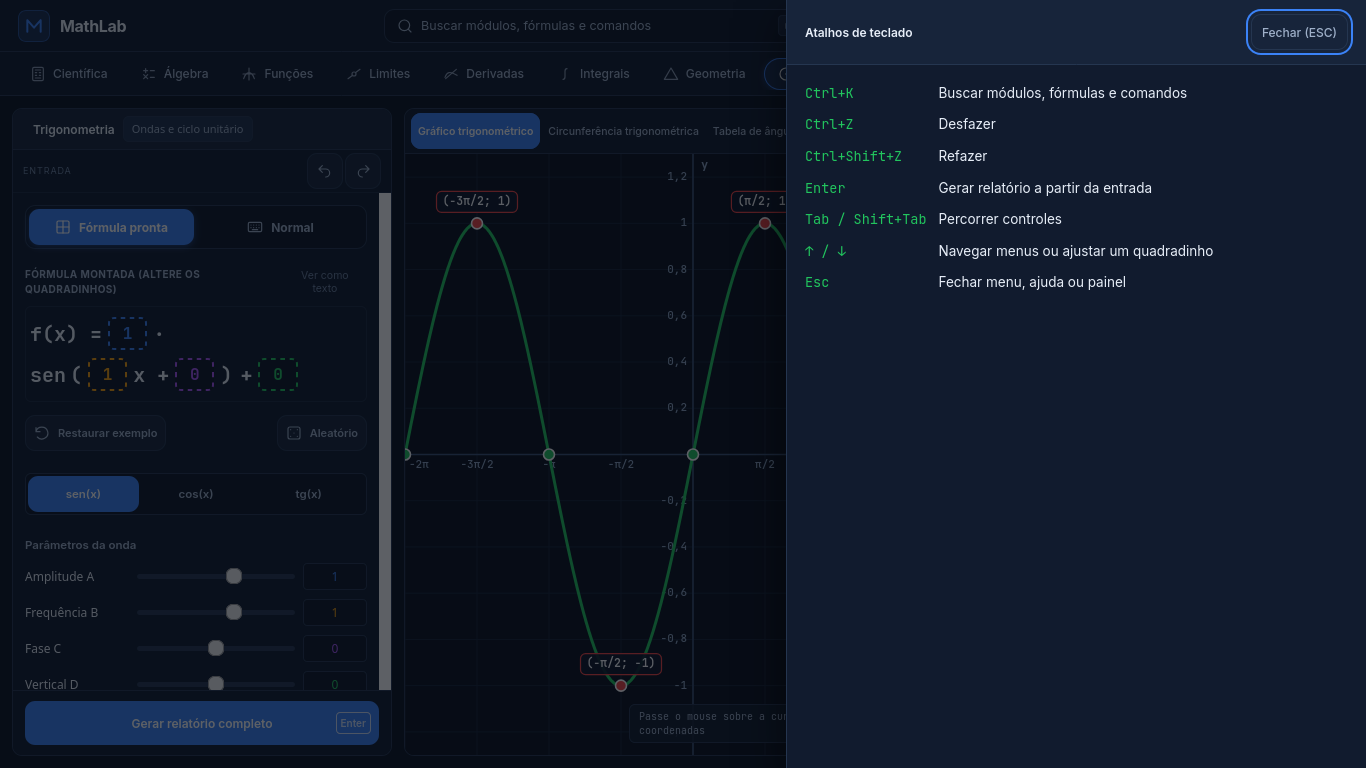 MathLab
Buscar módulos, fórmulas e comandos
Científica
Álgebra
Funções
Limites
Derivadas
Integrais
Geometria
Trigonometria
Ondas e ciclo unitário
ENTRADA
Fórmula pronta
Normal
FÓRMULA MONTADA (ALTERE OS
QUADRADINHOS)
Ver como
texto
f(x) = 1 ·
sen ( 1 x + 0 ) + 0
Restaurar exemplo
Aleatório
sen(x)
cos(x)
tg(x)
Parâmetros da onda
Amplitude A
1
Frequência B
1
Fase C
0
Vertical D
0
Gerar relatório completo
Enter
Gráfico trigonométrico
Circunferência trigonométrica
Tabela de
y
1,2
1
0,8
0,6
0,4
0,2
-0,2
-0,4
-0,6
-0,8
-1
-2π
-3π/2
-π
-π/2
π/2
(-3π/2; 1)
(π/2; 1
(-π/2; -1)
Passe o mouse sobre a
coordenadas
Atalhos de teclado
Fechar (ESC)
Ctrl+K Buscar módulos, fórmulas e comandos
Ctrl+Z Desfazer
Ctrl+Shift+Z Refazer
Enter Gerar relatório a partir da entrada
Tab / Shift+Tab Percorrer controles
↑ / ↓ Navegar menus ou ajustar um quadradinho
Esc Fechar menu, ajuda ou painel